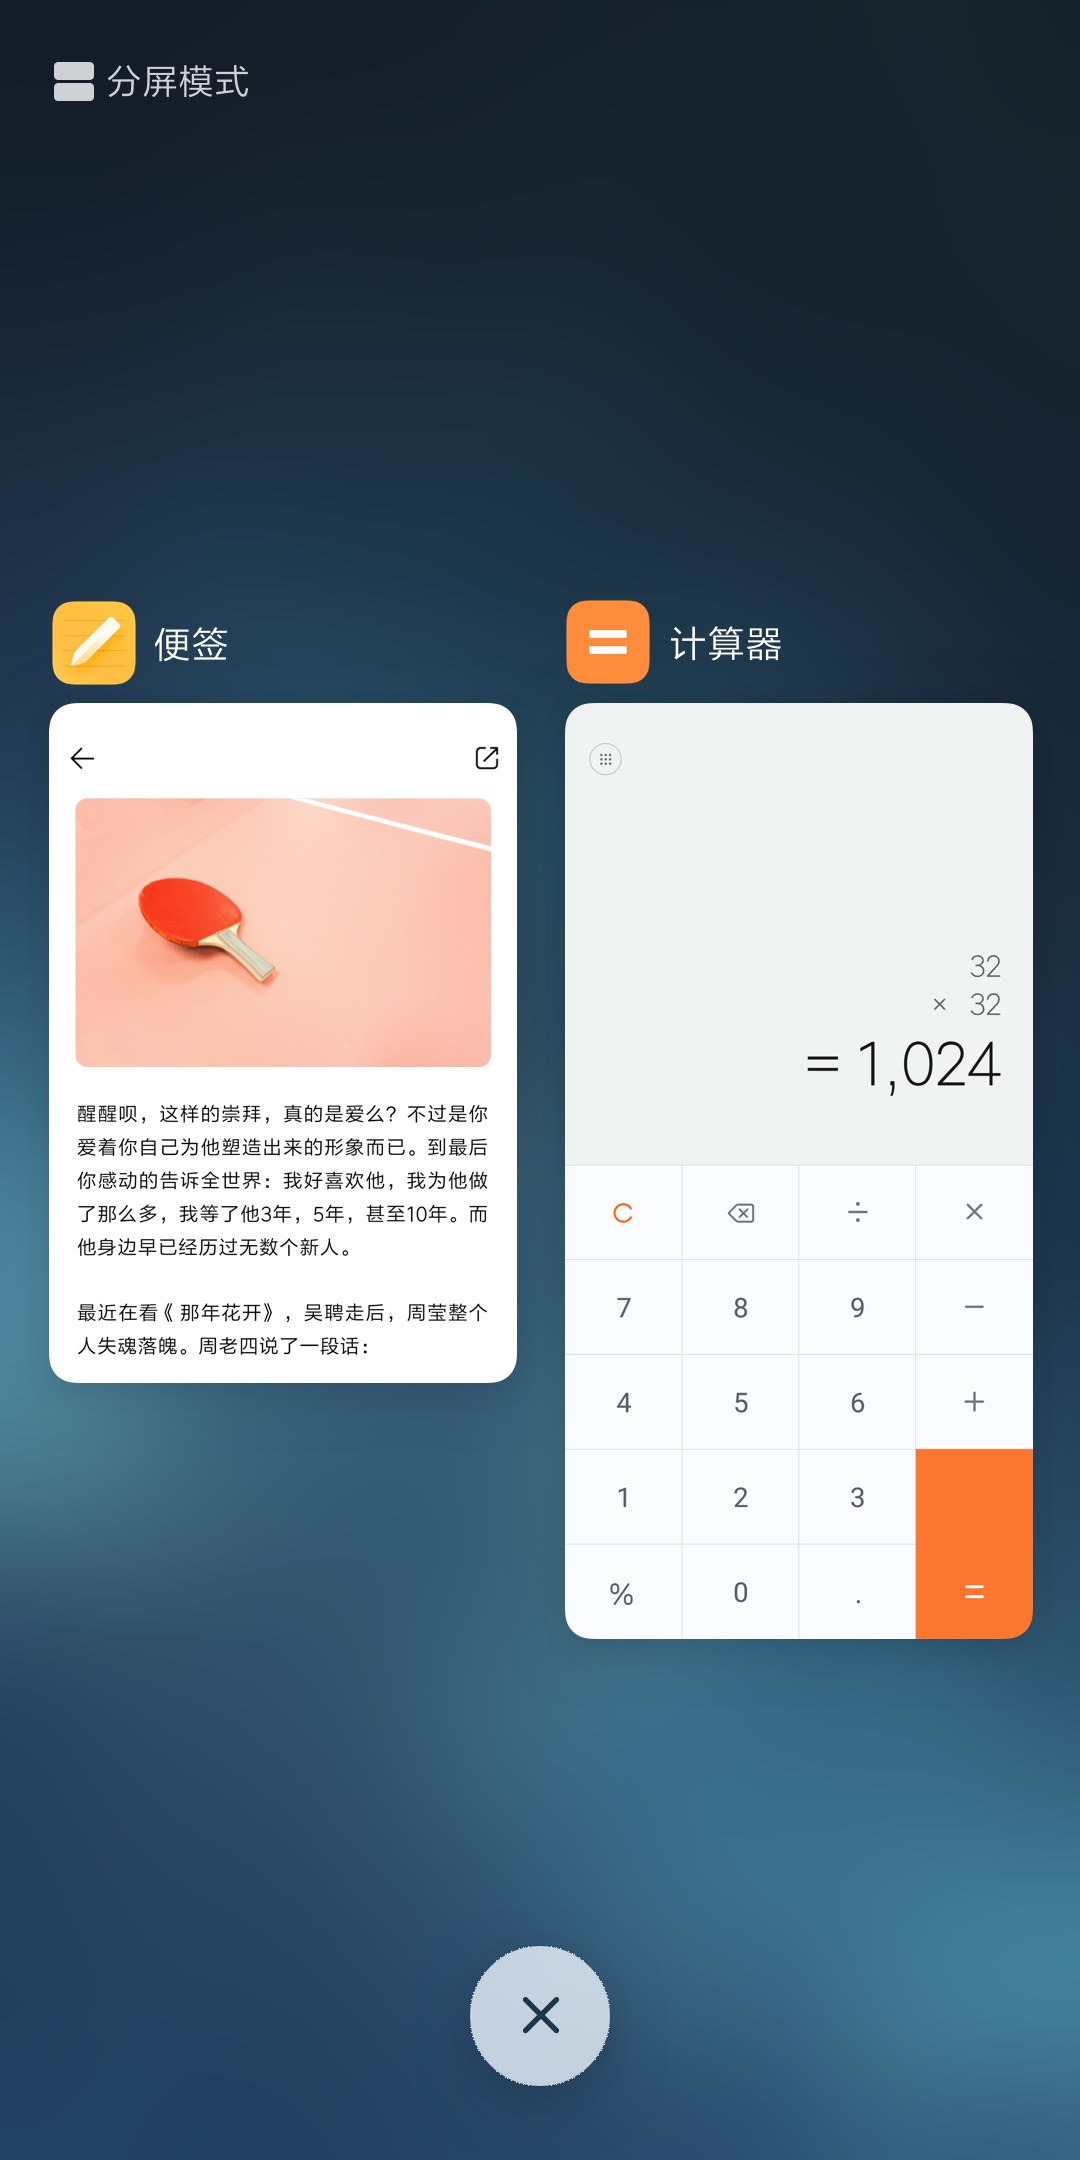 分屏模式
便签
醒醒呗，这样的崇拜，真的是爱么？不过是你
爱着你自己为他塑造出来的形象而已。到最后
你感动的告诉全世界：我好喜欢他，我为他做
了那么多，我等了他3年，5年，甚至10年。而
他身边早已经历过无数个新人。
最近在看《那年花开》，吴聘走后，周莹整个
人失魂落魄。周老四说了一段话：
计算器
32
× 32
= 1,024
C ÷ ×
7 8 9 −
4 5 6 +
1 2 3
% 0 . =